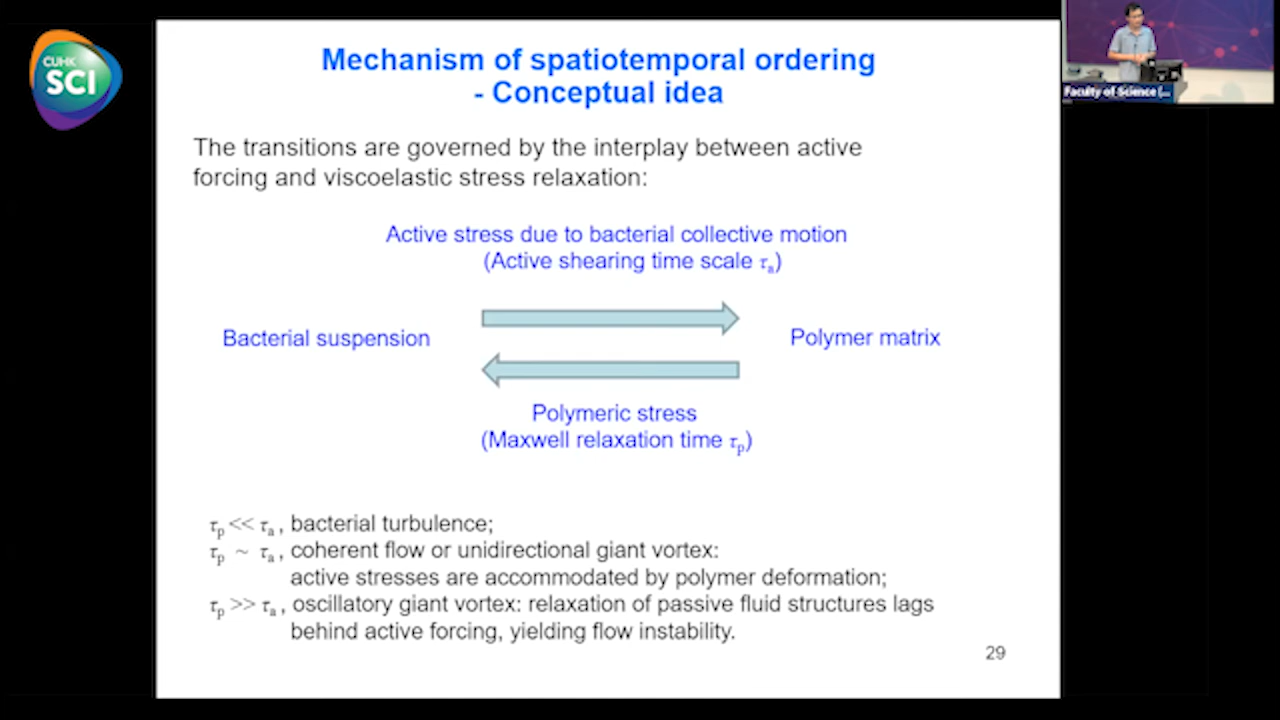 CUHK
SCI
Faculty of Science (...
Mechanism of spatiotemporal ordering
- Conceptual idea
The transitions are governed by the interplay between active
forcing and viscoelastic stress relaxation:
Active stress due to bacterial collective motion
(Active shearing time scale τa)
Bacterial suspension
Polymer matrix
Polymeric stress
(Maxwell relaxation time τp)
τp << τa , bacterial turbulence;
τp ~ τa , coherent flow or unidirectional giant vortex:
active stresses are accommodated by polymer deformation;
τp >> τa , oscillatory giant vortex: relaxation of passive fluid structures lags
behind active forcing, yielding flow instability.
29